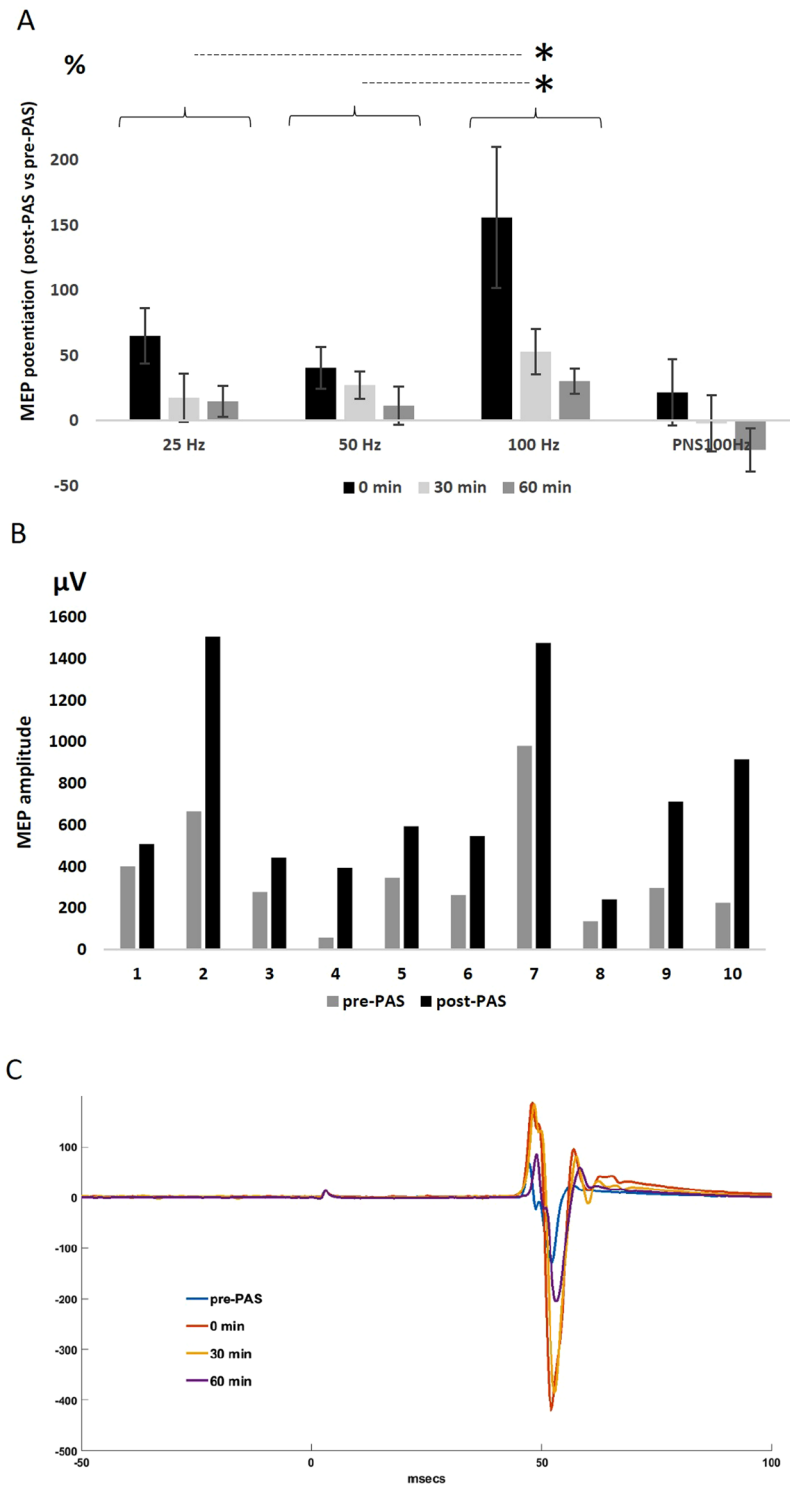 A
%
*
*
MEP potentiation ( post-PAS vs pre-PAS)
200
150
100
50
0
-50
25 Hz 50 Hz 100 Hz PNS100Hz
0 min 30 min 60 min
B
µV
MEP amplitude
1600
1400
1200
1000
800
600
400
200
0
1 2 3 4 5 6 7 8 9 10
pre-PAS post-PAS
C
100
0
-100
-200
-300
-400
-500
pre-PAS
0 min
30 min
60 min
-50 0 50 100
msecs